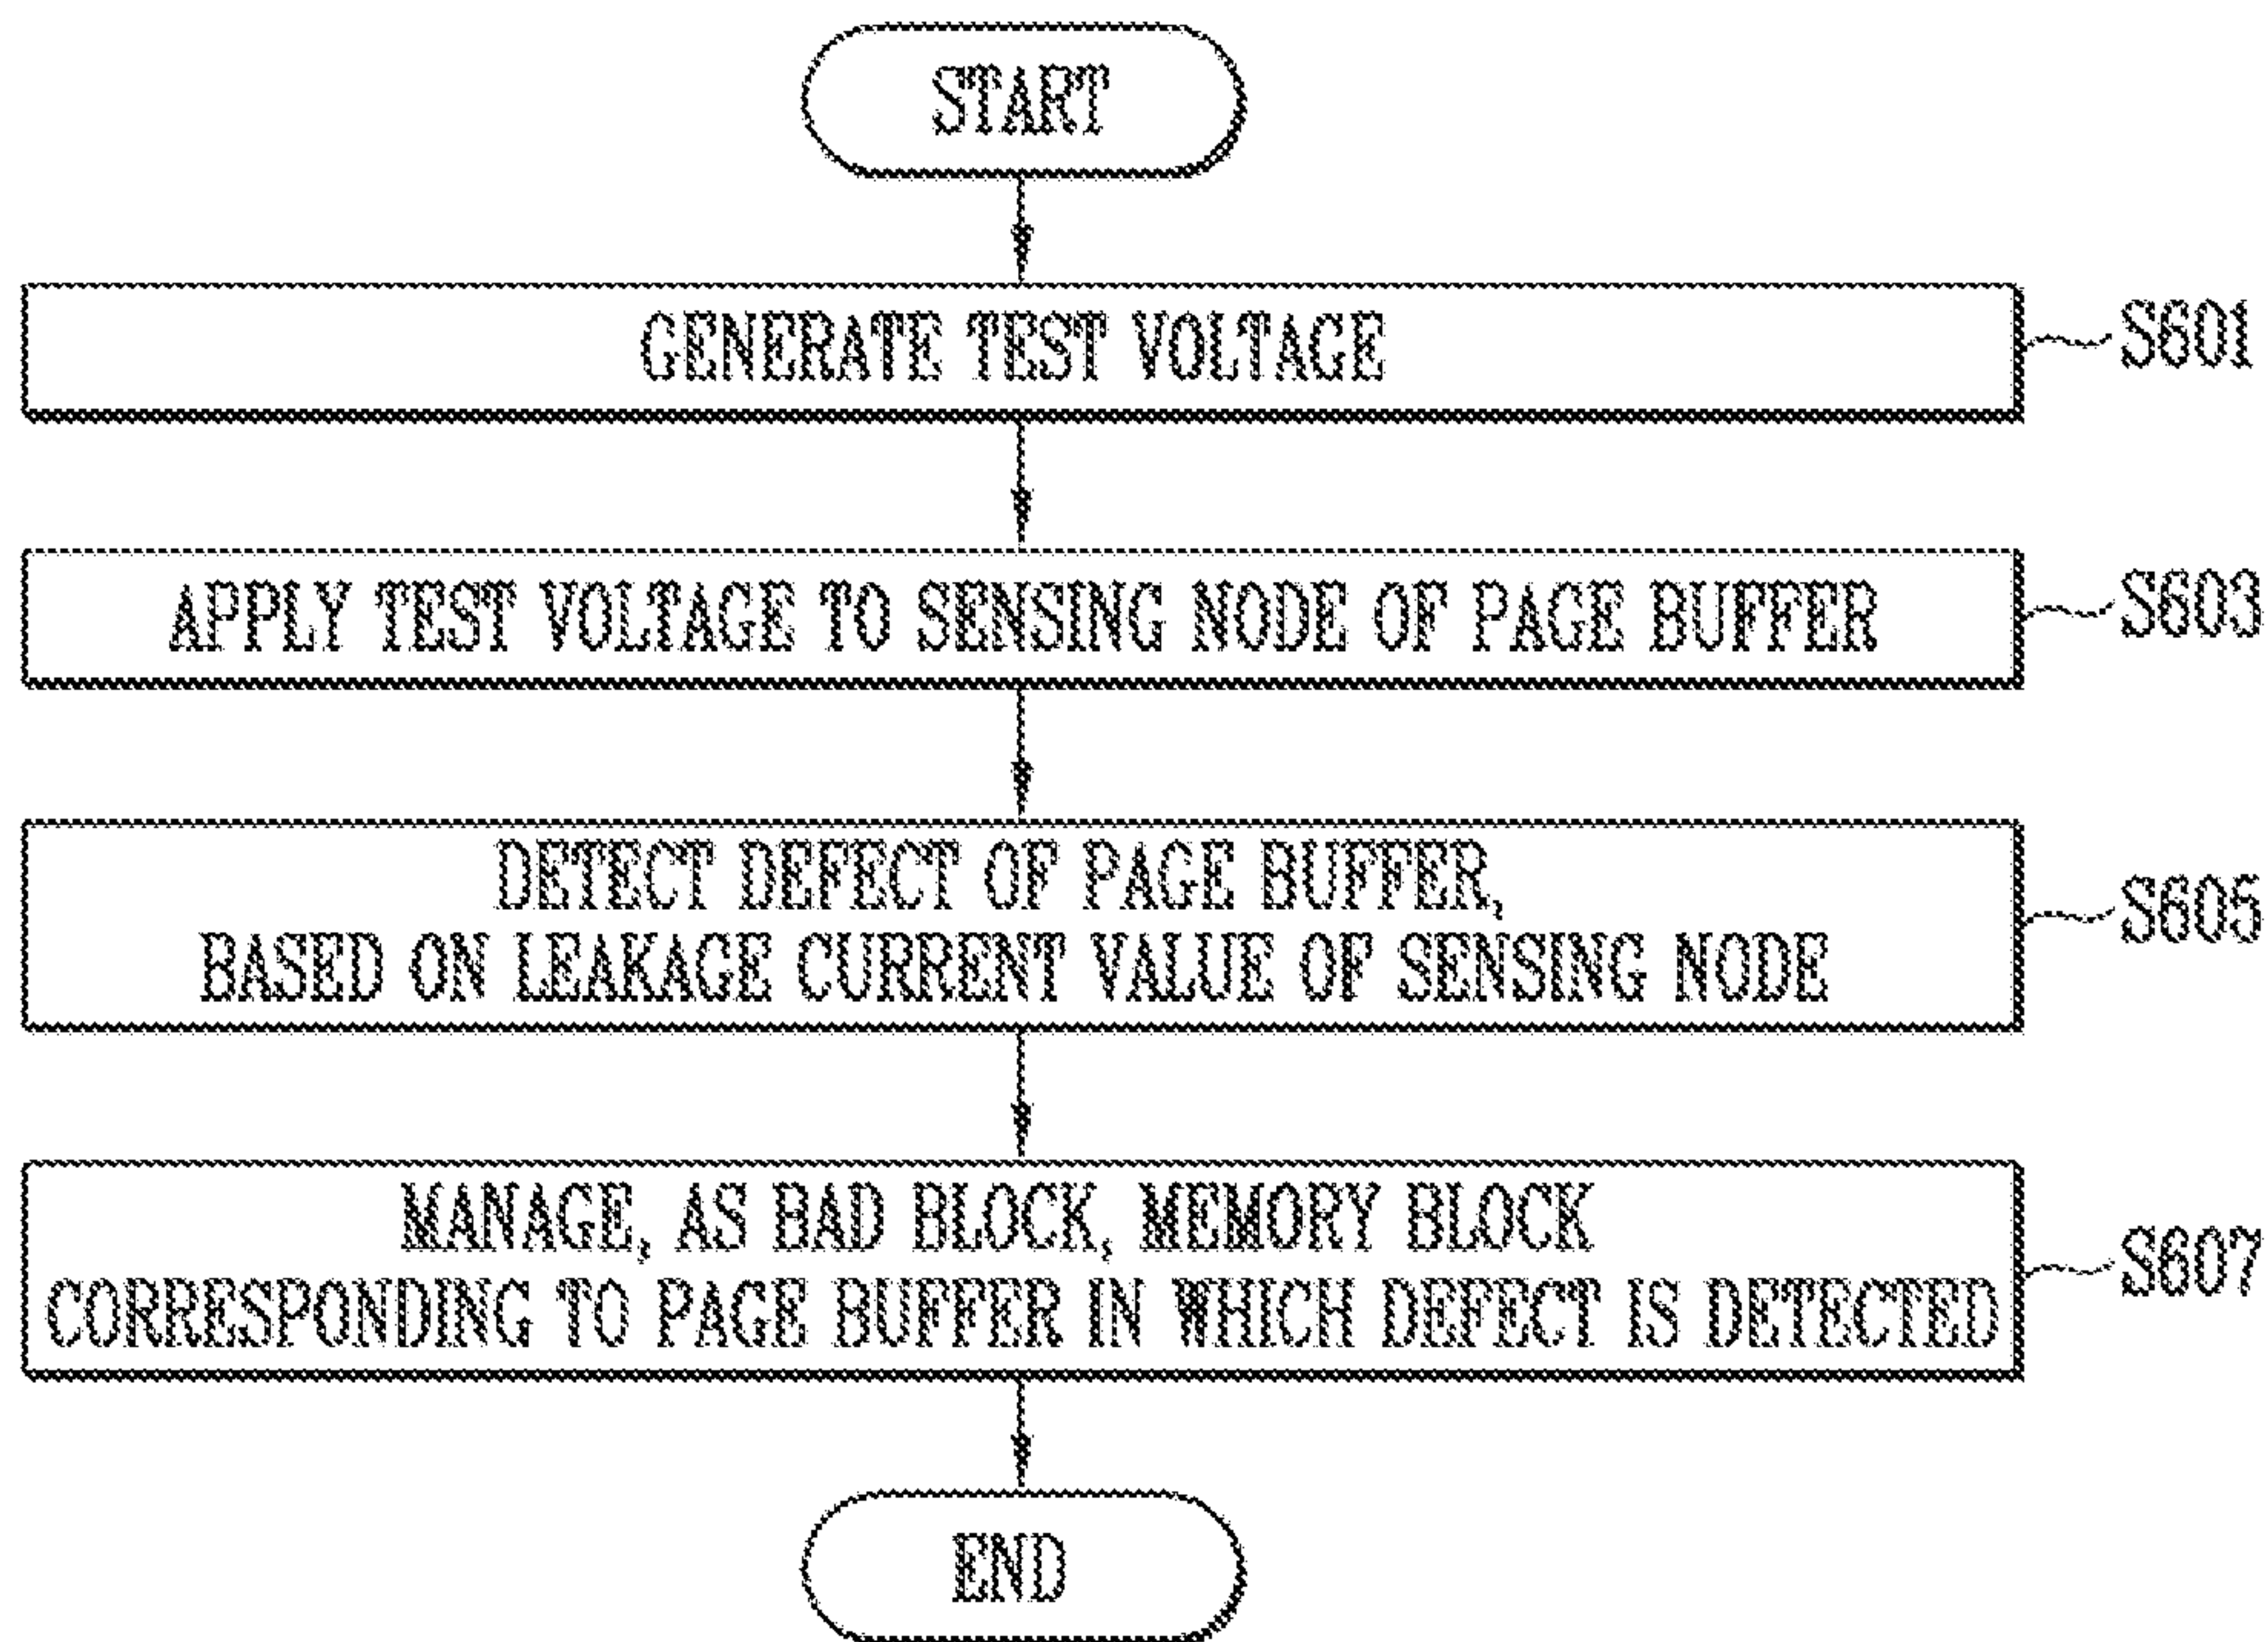 START
GENERATE TEST VOLTAGE
S601
APPLY TEST VOLTAGE TO SENSING NODE OF PAGE BUFFER
S603
DETECT DEFECT OF PAGE BUFFER,
BASED ON LEAKAGE CURRENT VALUE OF SENSING NODE
S605
MANAGE, AS BAD BLOCK, MEMORY BLOCK
CORRESPONDING TO PAGE BUFFER IN WHICH DEFECT IS DETECTED
S607
END